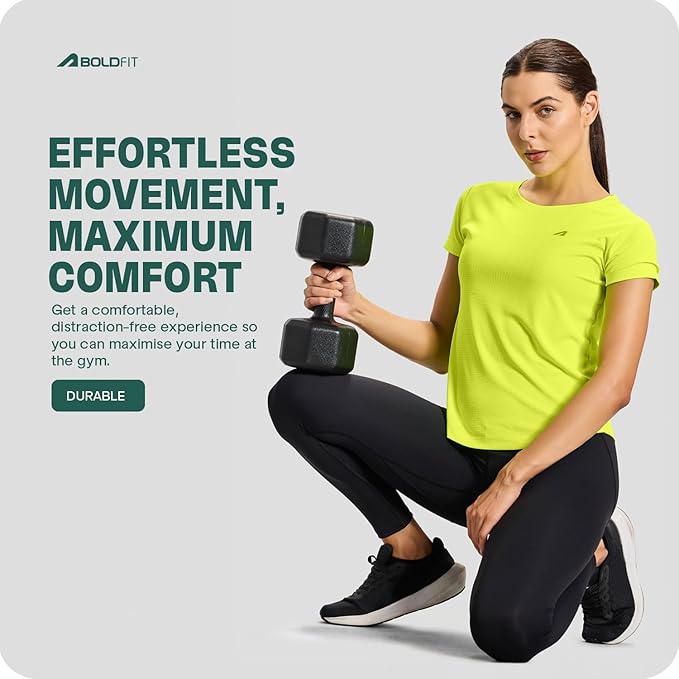 BOLDFIT
EFFORTLESS
MOVEMENT,
MAXIMUM
COMFORT
Get a comfortable,
distraction-free experience so
you can maximise your time at
the gym.
DURABLE